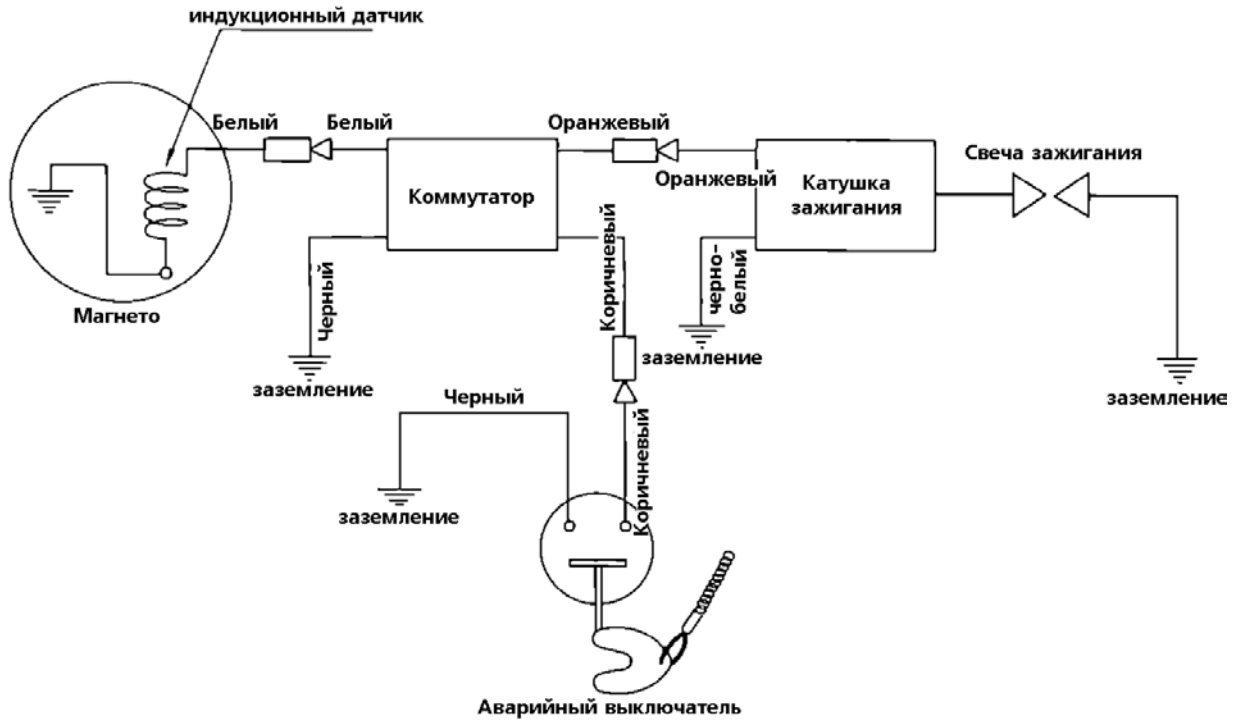 индукционный датчик
Белый
Белый
Оранжевый
Оранжевый
Свеча зажигания
Коммутатор
Катушка
зажигания
Магнето
Черный
заземление
Коричневый
черно-
белый
заземление
заземление
Черный
заземление
Коричневый
Аварийный выключатель